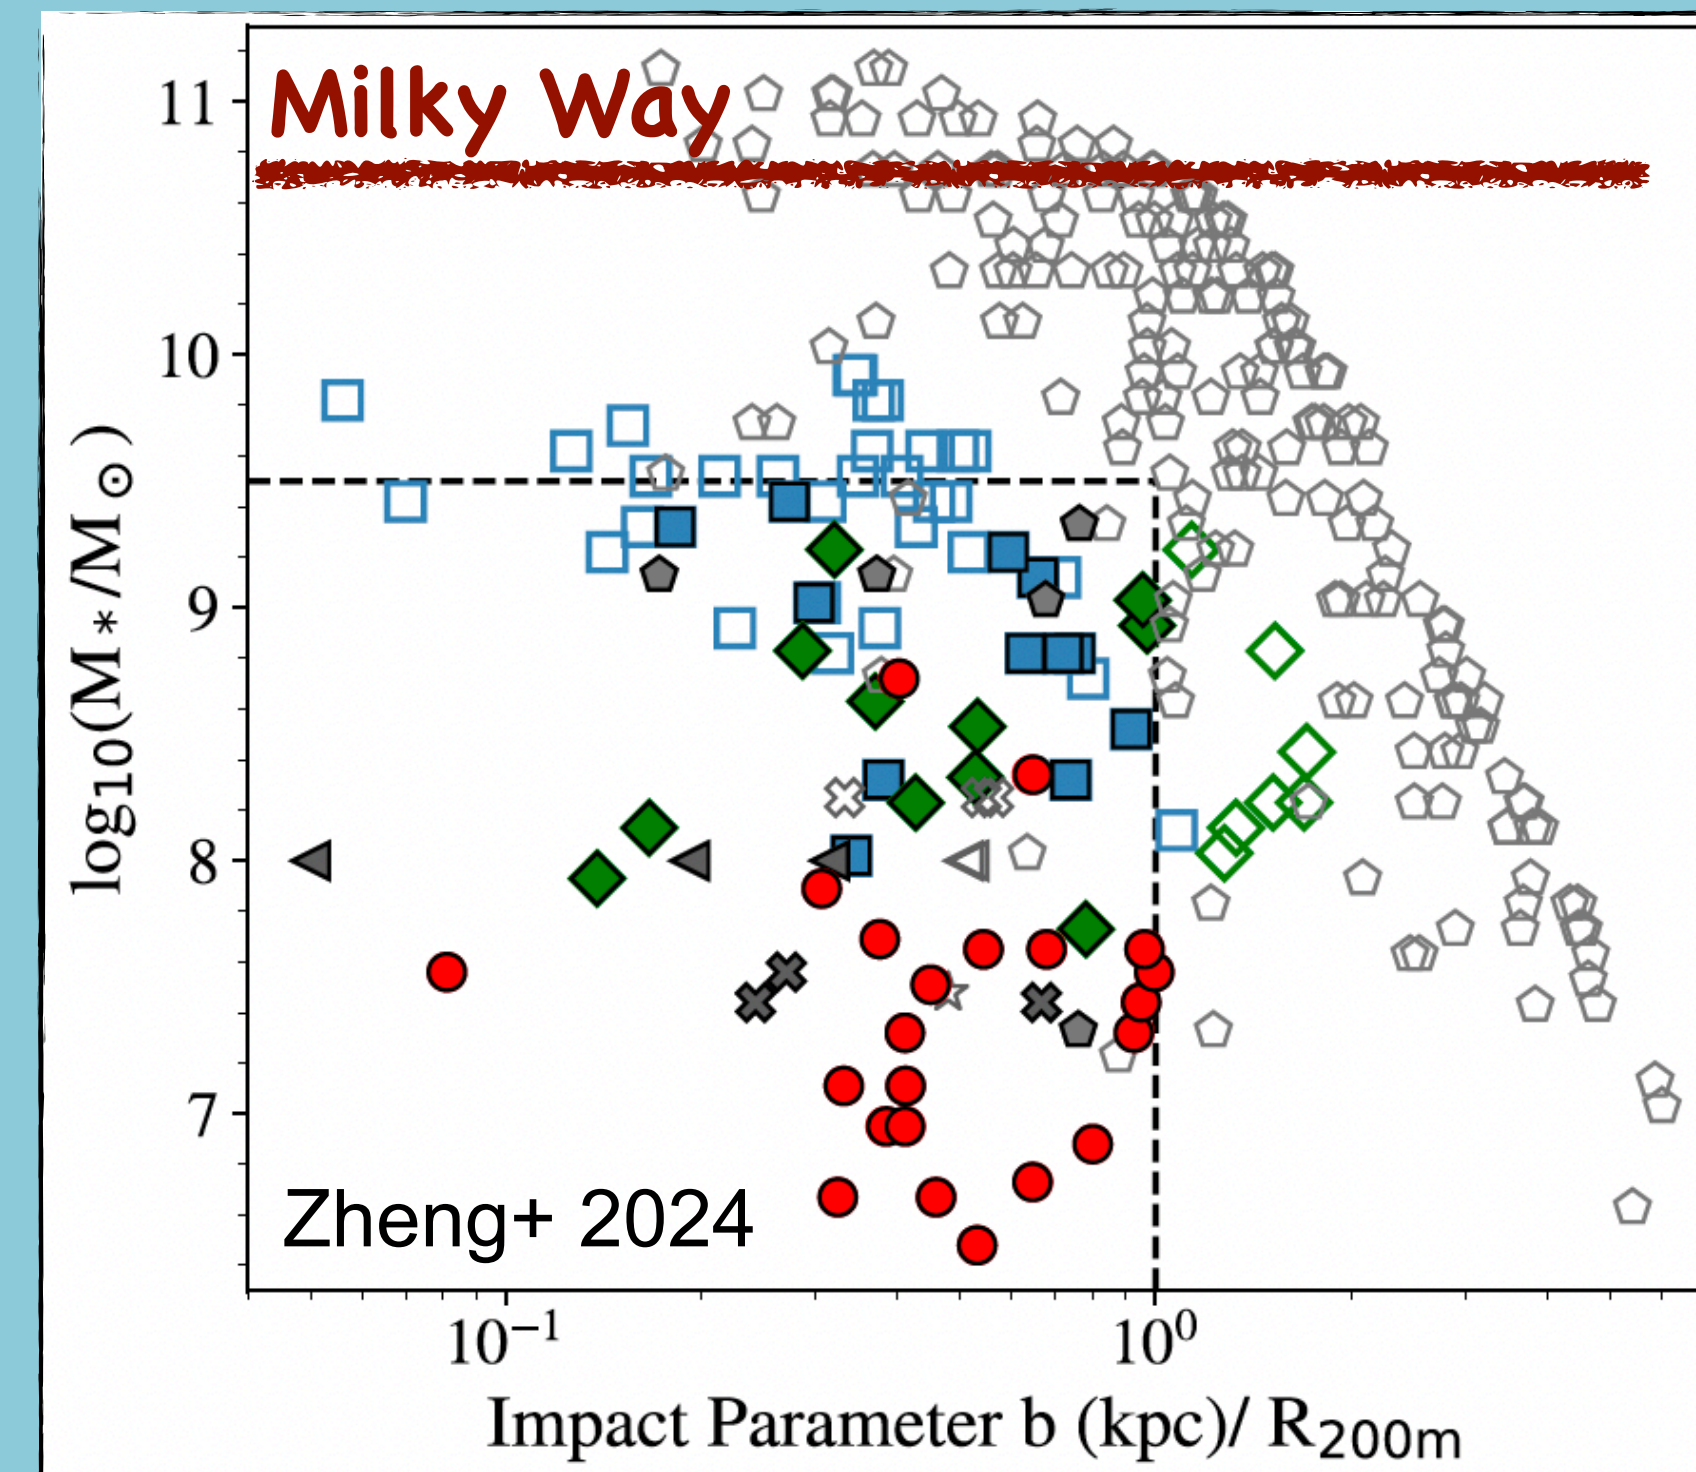 Milky Way
11
10
9
8
7
log₁₀(M∗/M⊙)
Zheng+ 2024
10⁻¹ 10⁰
Impact Parameter b (kpc)/ R₂₀₀ₘ